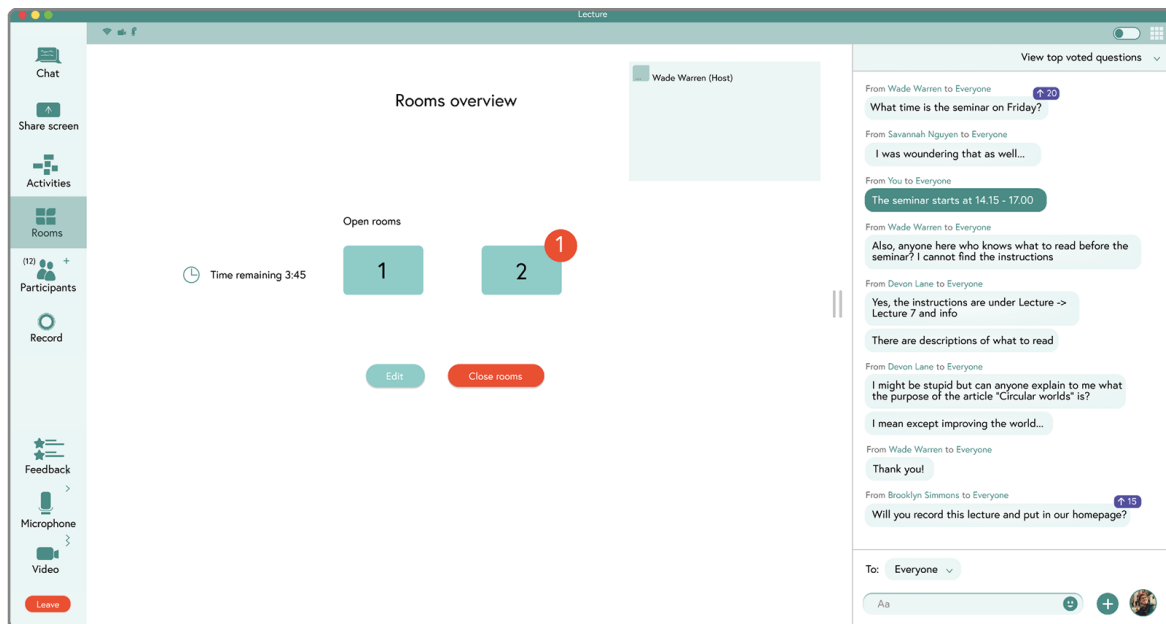 Lecture
Chat
Share screen
Activities
Rooms
(12) +
Participants
Record
Feedback
Microphone
Video
Leave
Rooms overview
Wade Warren (Host)
Open rooms
Time remaining 3:45
1
2
1
Edit
Close rooms
View top voted questions
From Wade Warren to Everyone
20
What time is the seminar on Friday?
From Savannah Nguyen to Everyone
I was woundering that as well...
From You to Everyone
The seminar starts at 14.15 - 17.00
From Wade Warren to Everyone
Also, anyone here who knows what to read before the
seminar? I cannot find the instructions
From Devon Lane to Everyone
Yes, the instructions are under Lecture ->
Lecture 7 and info
There are descriptions of what to read
From Devon Lane to Everyone
I might be stupid but can anyone explain to me what
the purpose of the article "Circular worlds" is?
I mean except improving the world...
From Wade Warren to Everyone
Thank you!
From Brooklyn Simmons to Everyone
15
Will you record this lecture and put in our homepage?
To: Everyone
Aa